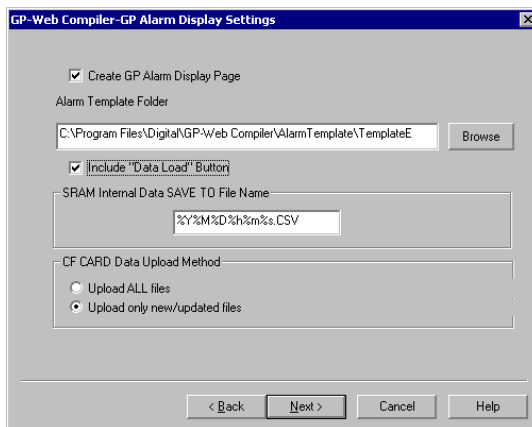 GP-Web Compiler-GP Alarm Display Settings
Create GP Alarm Display Page
Alarm Template Folder
C:\Program Files\Digital\GP-Web Compiler\AlarmTemplate\TemplateE
Browse
Include "Data Load" Button
SRAM Internal Data SAVE TO File Name
%Y%M%D%h%m%s.CSV
CF CARD Data Upload Method
Upload ALL files
Upload only new/updated files
< Back
Next >
Cancel
Help